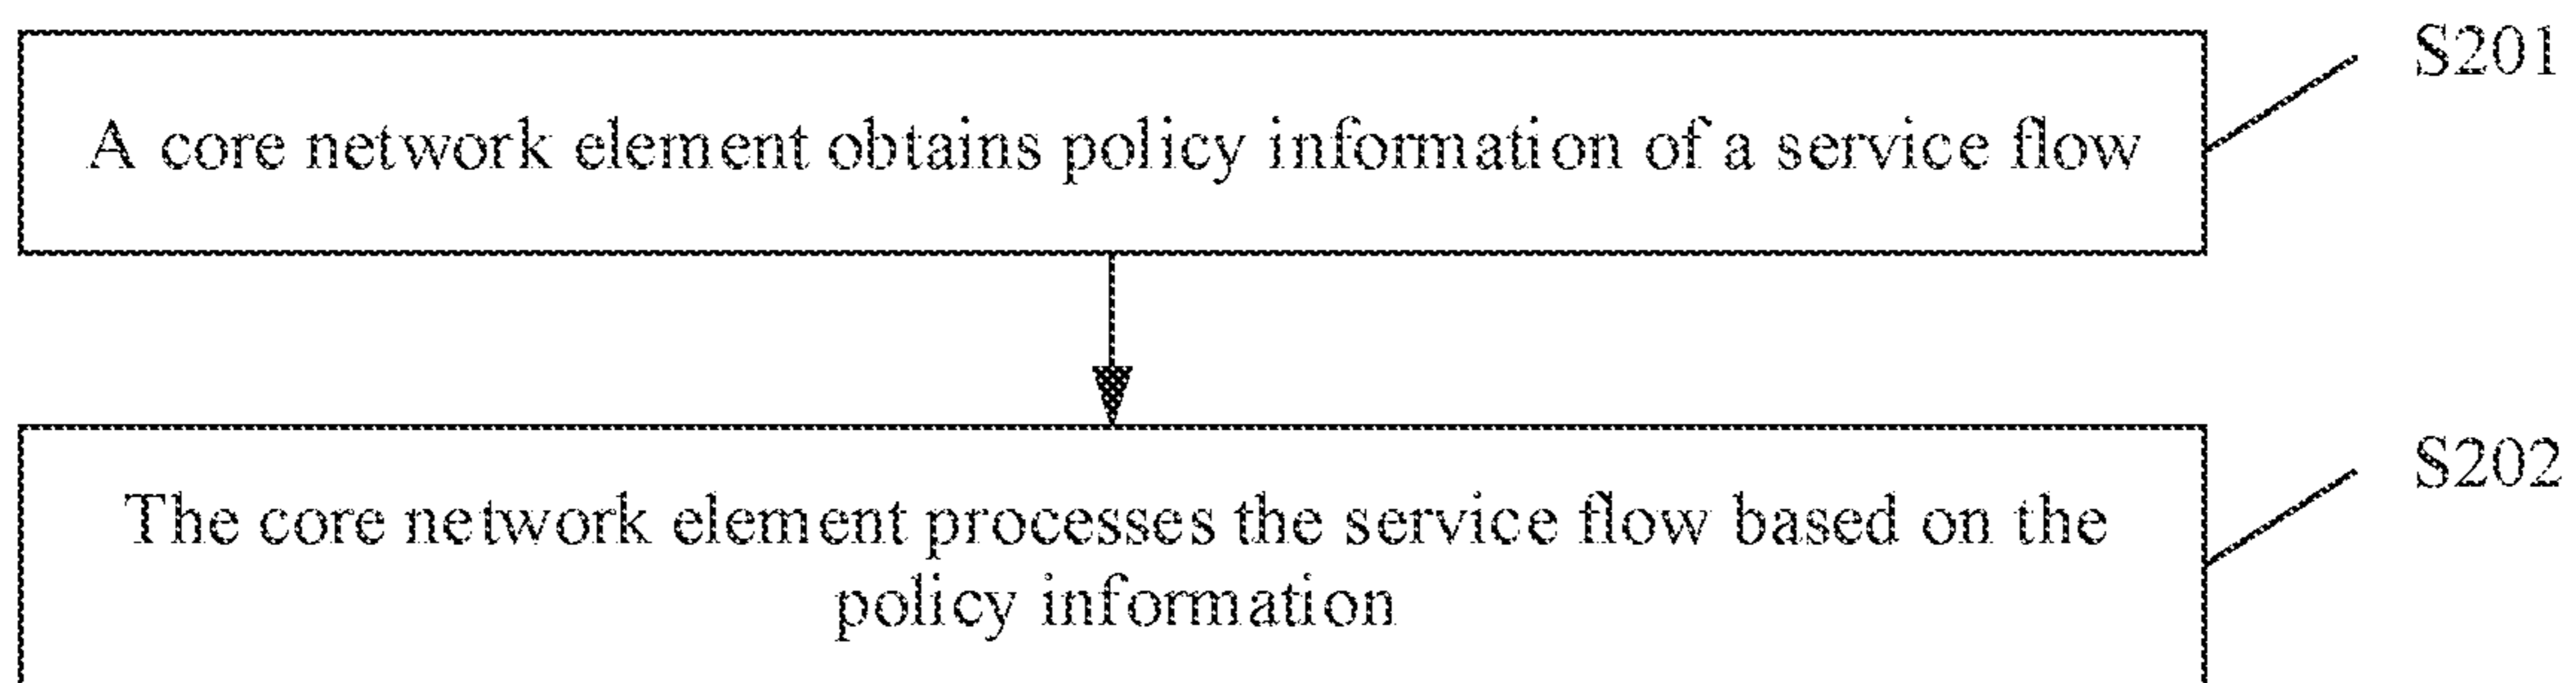 S201
A core network element obtains policy information of a service flow
S202
The core network element processes the service flow based on the
policy information